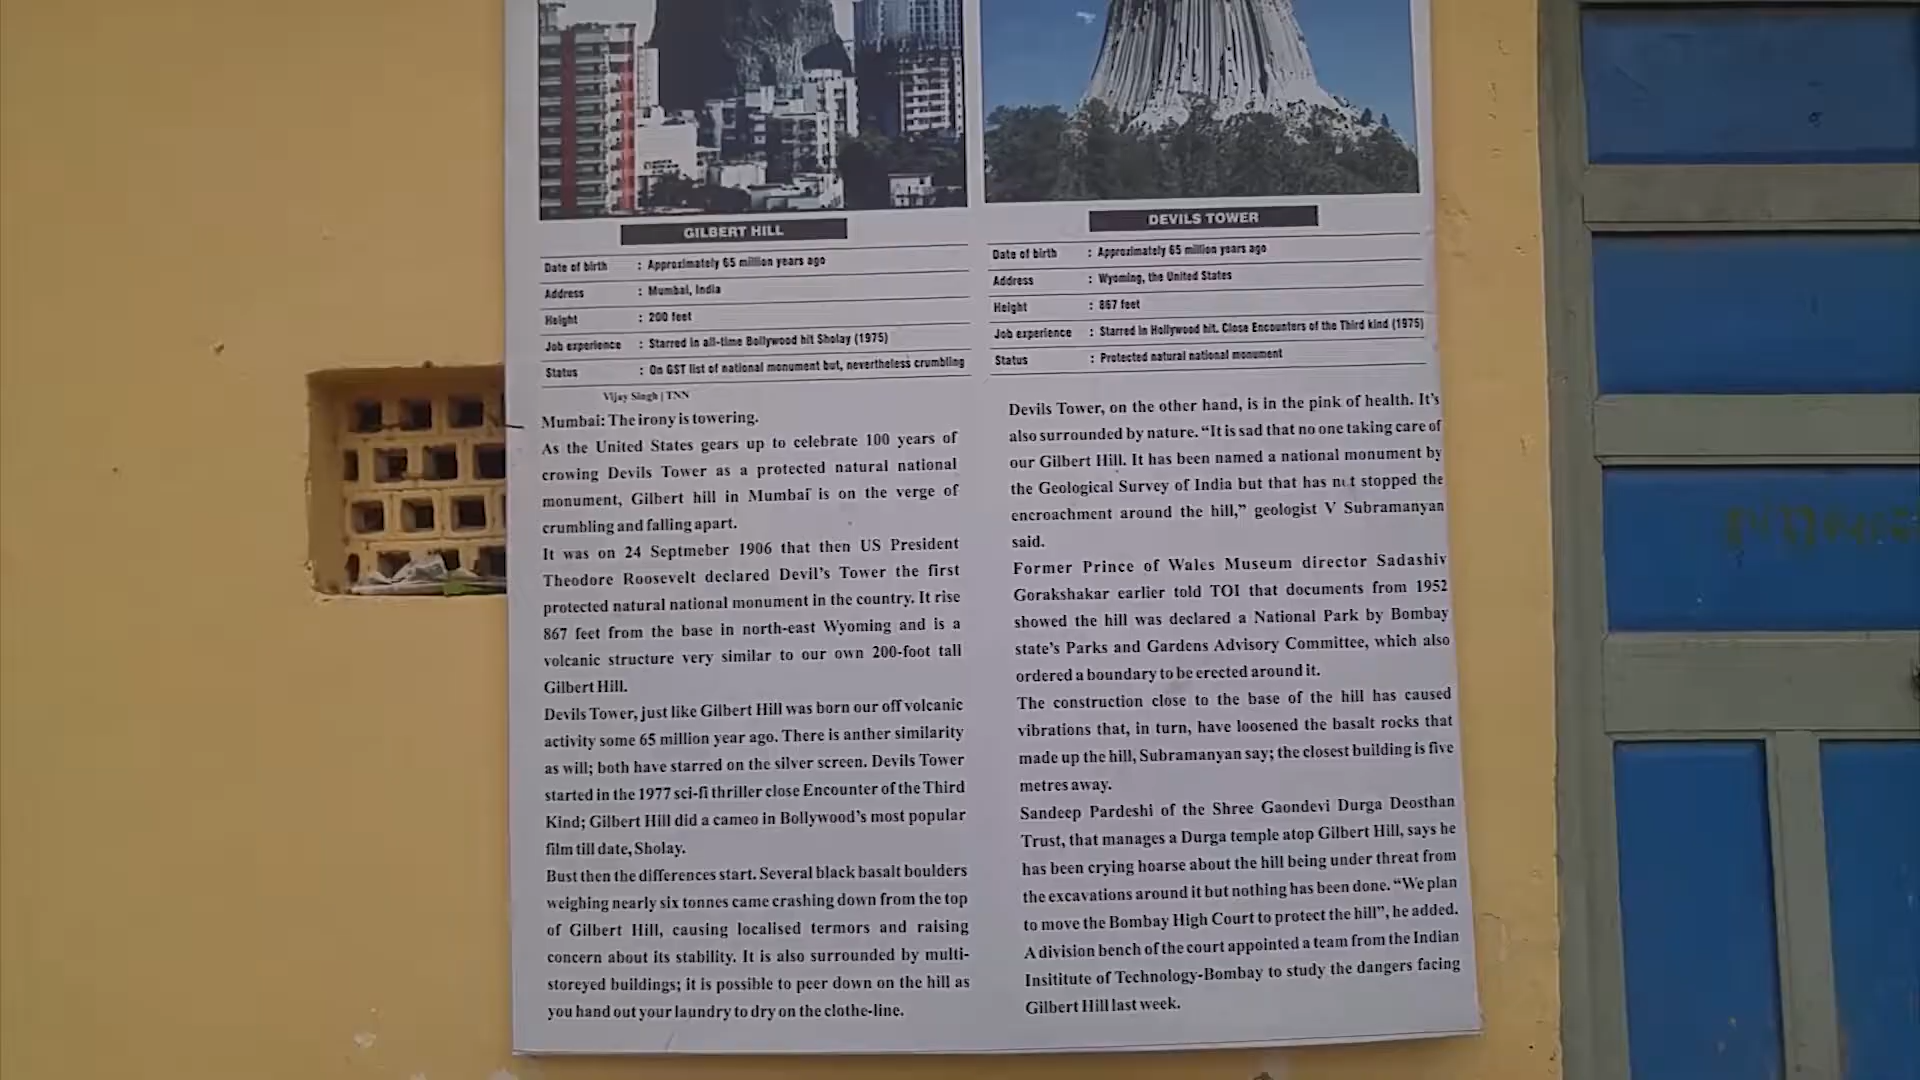 GILBERT HILL
Date of birth : Approximately 65 million years ago
Address : Mumbai, India
Height : 200 feet
Job experience : Starred in all-time Bollywood hit Sholay (1975)
Status : On GST list of national monument but, nevertheless crumbling
Vijay Singh | TNN
Mumbai: The irony is towering.
As the United States gears up to celebrate 100 years of
crowing Devils Tower as a protected natural national
monument, Gilbert hill in Mumbai is on the verge of
crumbling and falling apart.
It was on 24 Septmeber 1906 that then US President
Theodore Roosevelt declared Devil's Tower the first
protected natural national monument in the country. It rise
867 feet from the base in north-east Wyoming and is a
volcanic structure very similar to our own 200-foot tall
Gilbert Hill.
Devils Tower, just like Gilbert Hill was born our off volcanic
activity some 65 million year ago. There is anther similarity
as will; both have starred on the silver screen. Devils Tower
started in the 1977 sci-fi thriller close Encounter of the Third
Kind; Gilbert Hill did a cameo in Bollywood's most popular
film till date, Sholay.
Bust then the differences start. Several black basalt boulders
weighing nearly six tonnes came crashing down from the top
of Gilbert Hill, causing localised termors and raising
concern about its stability. It is also surrounded by multi-
storeyed buildings; it is possible to peer down on the hill as
you hand out your laundry to dry on the clothe-line.
DEVILS TOWER
Date of birth : Approximately 65 million years ago
Address : Wyoming, the United States
Height : 867 feet
Job experience : Starred in Hollywood hit. Close Encounters of the Third kind (1975)
Status : Protected natural national monument
Devils Tower, on the other hand, is in the pink of health. It's
also surrounded by nature. "It is sad that no one taking care of
our Gilbert Hill. It has been named a national monument by
the Geological Survey of India but that has not stopped the
encroachment around the hill," geologist V Subramanyan
said.
Former Prince of Wales Museum director Sadashiv
Gorakshakar earlier told TOI that documents from 1952
showed the hill was declared a National Park by Bombay
state's Parks and Gardens Advisory Committee, which also
ordered a boundary to be erected around it.
The construction close to the base of the hill has caused
vibrations that, in turn, have loosened the basalt rocks that
made up the hill, Subramanyan say; the closest building is five
metres away.
Sandeep Pardeshi of the Shree Gaondevi Durga Deosthan
Trust, that manages a Durga temple atop Gilbert Hill, says he
has been crying hoarse about the hill being under threat from
the excavations around it but nothing has been done. "We plan
to move the Bombay High Court to protect the hill", he added.
A division bench of the court appointed a team from the Indian
Insititute of Technology-Bombay to study the dangers facing
Gilbert Hill last week.